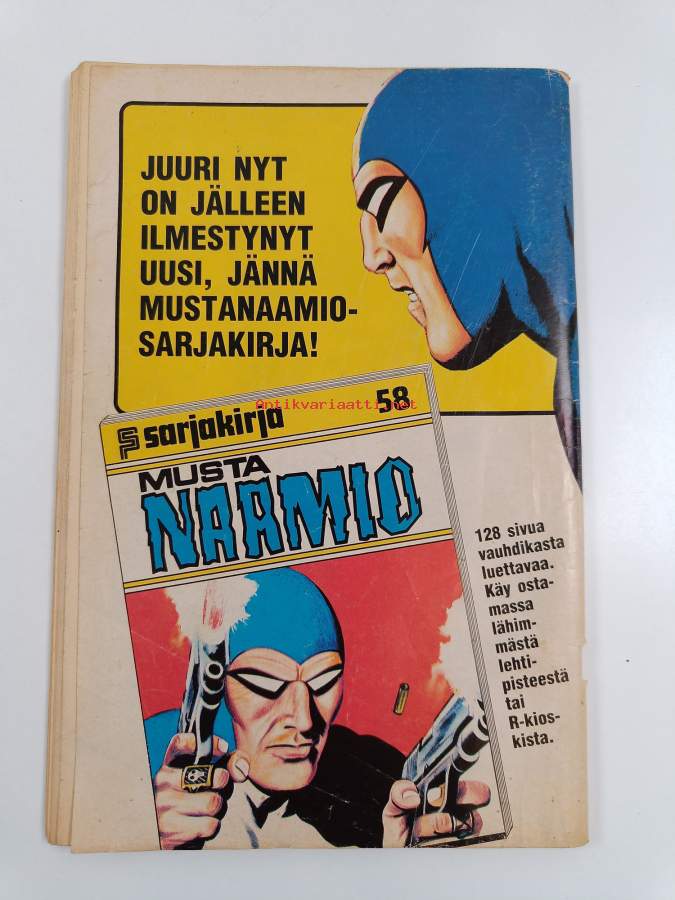 JUURI NYT
ON JÄLLEEN
ILMESTYNYT
UUSI, JÄNNÄ
MUSTANAAMIO-
SARJAKIRJA!
Antikvariaatti.net
sarjakirja 58
MUSTA
NAAMIO
128 sivua
vauhdikasta
luettavaa.
Käy osta-
massa
lähim-
mästä
lehti-
pisteestä
tai
R-kios-
kista.